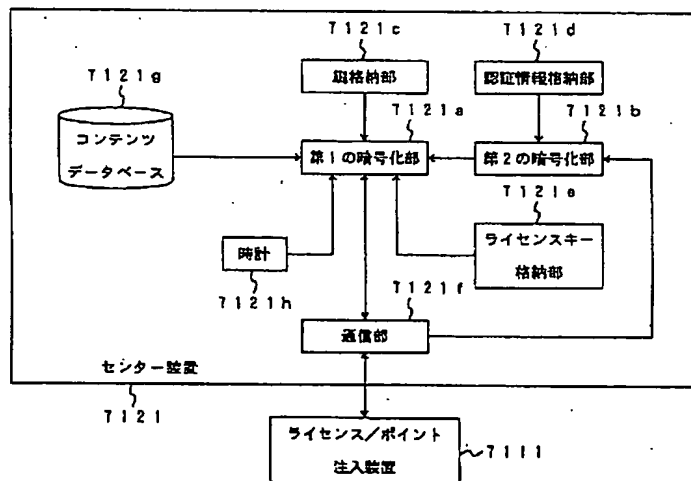 7121c
7121d
7121g
鍵格納部
認証情報格納部
7121a
7121b
コンテンツ
データベース
第1の暗号化部
第2の暗号化部
7121e
ライセンスキー
格納部
時計
7121h
7121f
通信部
センター装置
7121
ライセンス/ポイント
注入装置
7111